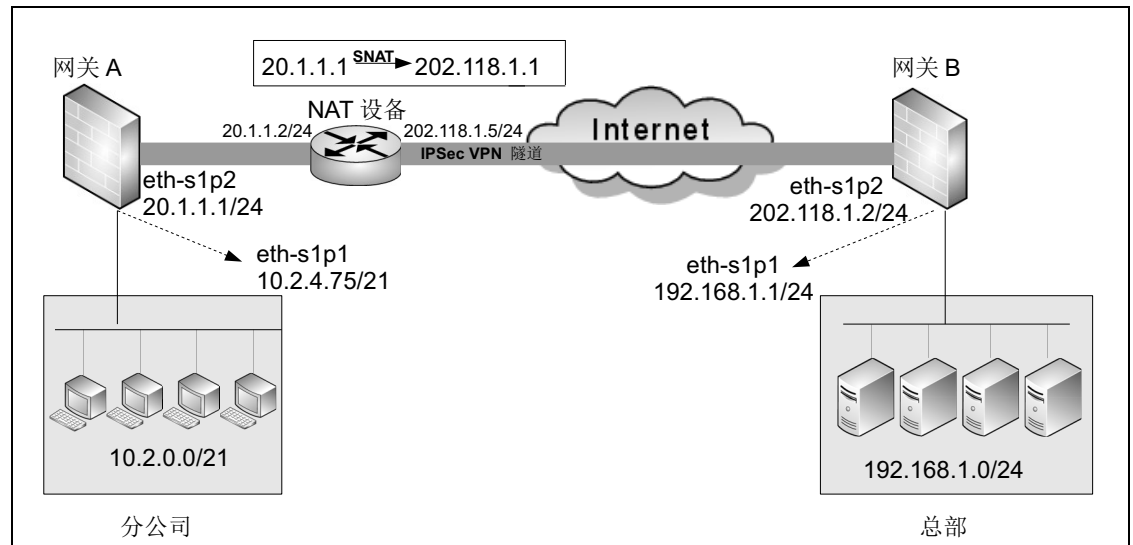 20.1.1.1 SNAT 202.118.1.1
网关 A
网关 B
NAT 设备
20.1.1.2/24
202.118.1.5/24
Internet
IPSec VPN 隧道
eth-s1p2
20.1.1.1/24
eth-s1p2
202.118.1.2/24
eth-s1p1
10.2.4.75/21
eth-s1p1
192.168.1.1/24
10.2.0.0/21
192.168.1.0/24
分公司
总部